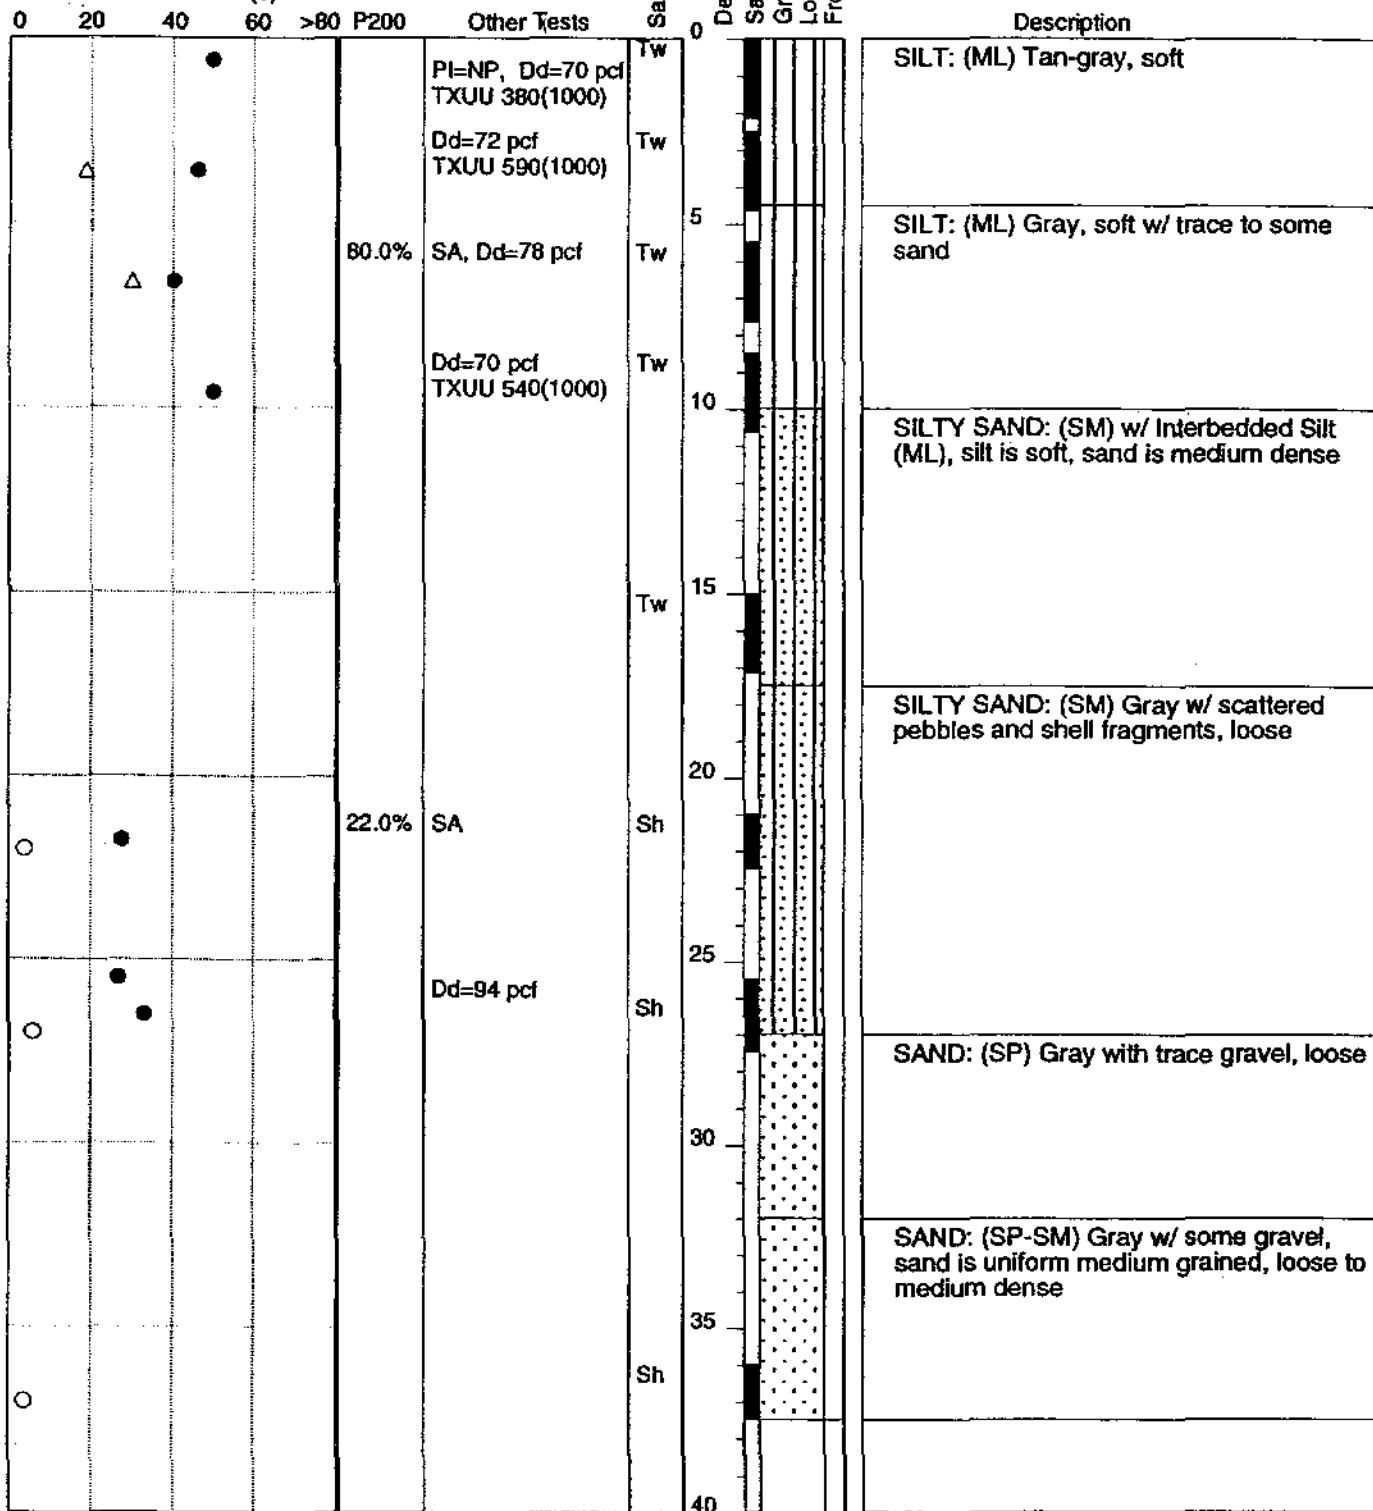 0 20 40 60 >80 P200 Other Tests Sa De Sa Gr Lo Fr Description
0
Tw
SILT: (ML) Tan-gray, soft
PI=NP, Dd=70 pcf
TXUU 380(1000)
Dd=72 pcf Tw
TXUU 590(1000)
5
SILT: (ML) Gray, soft w/ trace to some
sand
80.0% SA, Dd=78 pcf Tw
Dd=70 pcf Tw
TXUU 540(1000)
10
SILTY SAND: (SM) w/ Interbedded Silt
(ML), silt is soft, sand is medium dense
15
Tw
SILTY SAND: (SM) Gray w/ scattered
pebbles and shell fragments, loose
20
22.0% SA Sh
25
Dd=94 pcf
Sh
SAND: (SP) Gray with trace gravel, loose
30
SAND: (SP-SM) Gray w/ some gravel,
sand is uniform medium grained, loose to
medium dense
35
Sh
40